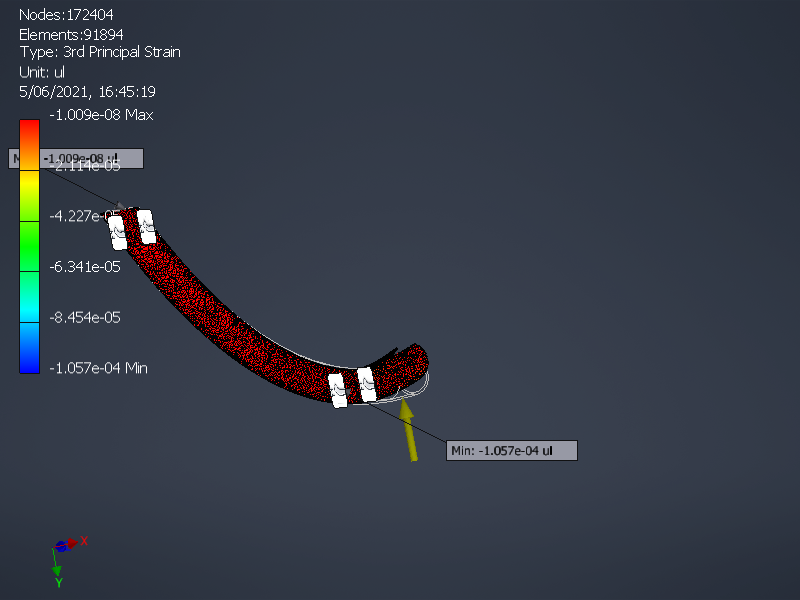 Nodes:172404
Elements:91894
Type: 3rd Principal Strain
Unit: ul
5/06/2021, 16:45:19
-1.009e-08 Max
-1.009e-08 ul
-2.114e-05
-4.227e-05
-6.341e-05
-8.454e-05
-1.057e-04 Min
Min: -1.057e-04 ul
X
Y